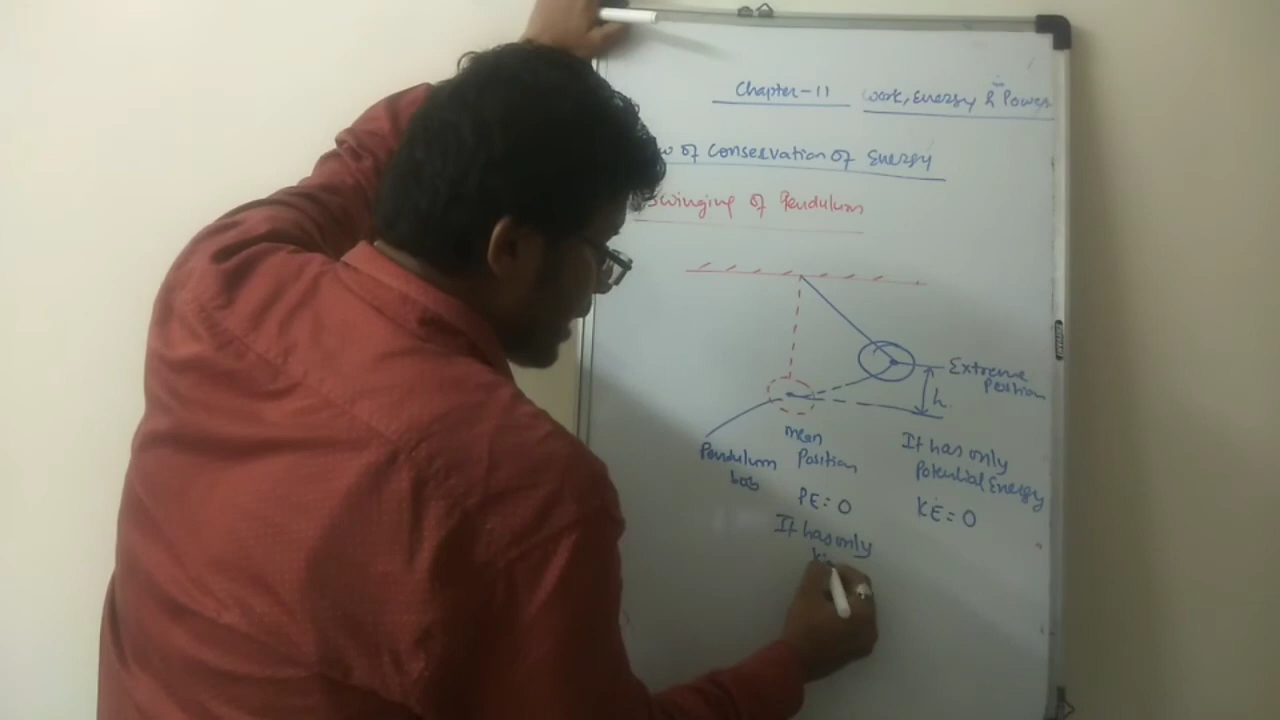 Chapter-11 Work, Energy & Power
of Conservation of Energy
Swinging of Pendulum
Extreme
Position
h
mean
Position
Pendulum
bob
It has only
Potential Energy
PE = 0
KE = 0
It has only